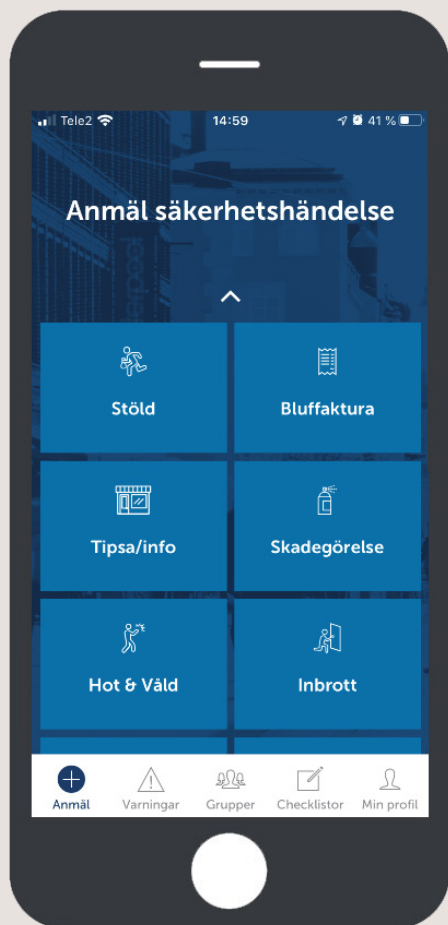 Tele2 14:59 41 %
Anmäl säkerhetshändelse
Stöld Bluffaktura
Tipsa/info Skadegörelse
Hot & Våld Inbrott
Anmäl Varningar Grupper Checklistor Min profil